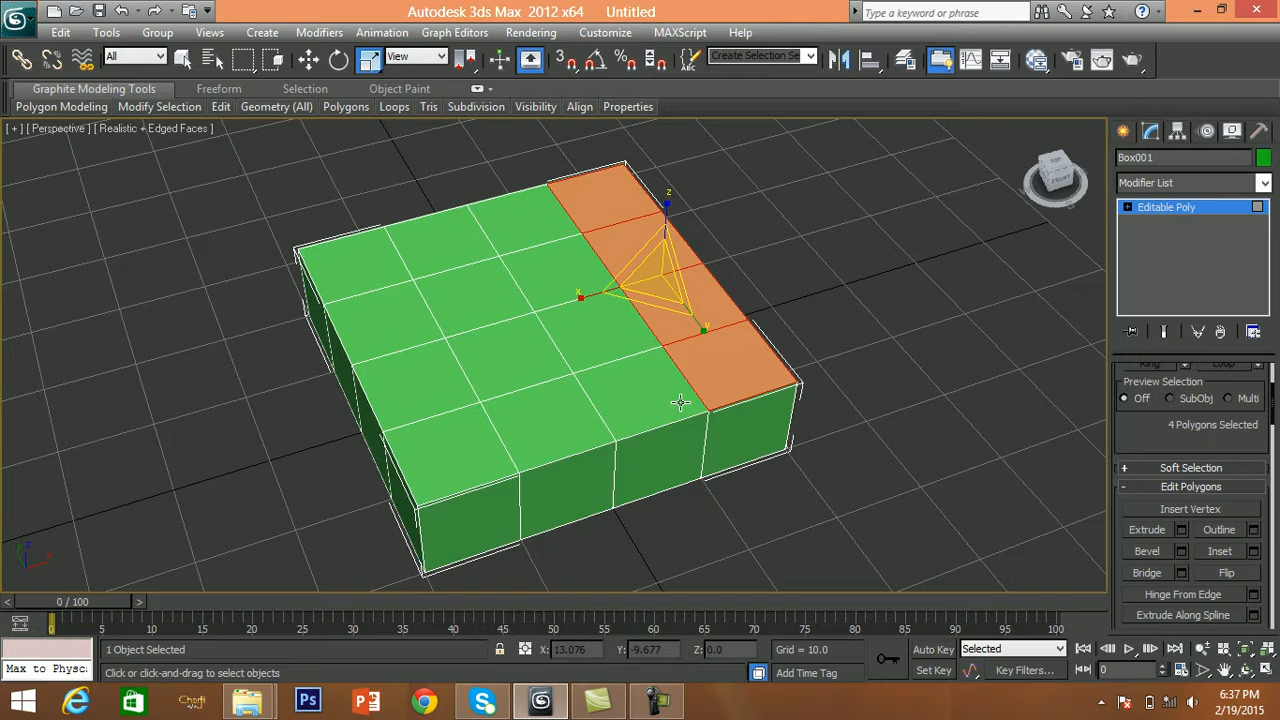 Autodesk 3ds Max 2012 x64 Untitled
Type a keyword or phrase
Edit Tools Group Views Create Modifiers Animation Graph Editors Rendering Customize MAXScript Help
All View 3 Create Selection Se
Graphite Modeling Tools Freeform Selection Object Paint
Polygon Modeling Modify Selection Edit Geometry (All) Polygons Loops Tris Subdivision Visibility Align Properties
[ + ] [ Perspective ] [ Realistic + Edged Faces ]
TOP
FRONT
z
x
y
z
y x
Box001
Modifier List
Editable Poly
Ring Loop
Preview Selection
Off SubObj Multi
4 Polygons Selected
+ Soft Selection
- Edit Polygons
Insert Vertex
Extrude Outline
Bevel Inset
Bridge Flip
Hinge From Edge
Extrude Along Spline
< 0 / 100 >
0 5 10 15 20 25 30 35 40 45 50 55 60 65 70 75 80 85 90 95 100
1 Object Selected X: 13.076 Y: -9.677 Z: 0.0 Grid = 10.0 Auto Key Selected
Max to Physc Click or click-and-drag to select objects Add Time Tag Set Key Key Filters... 0
Ps
6:37 PM
2/19/2015